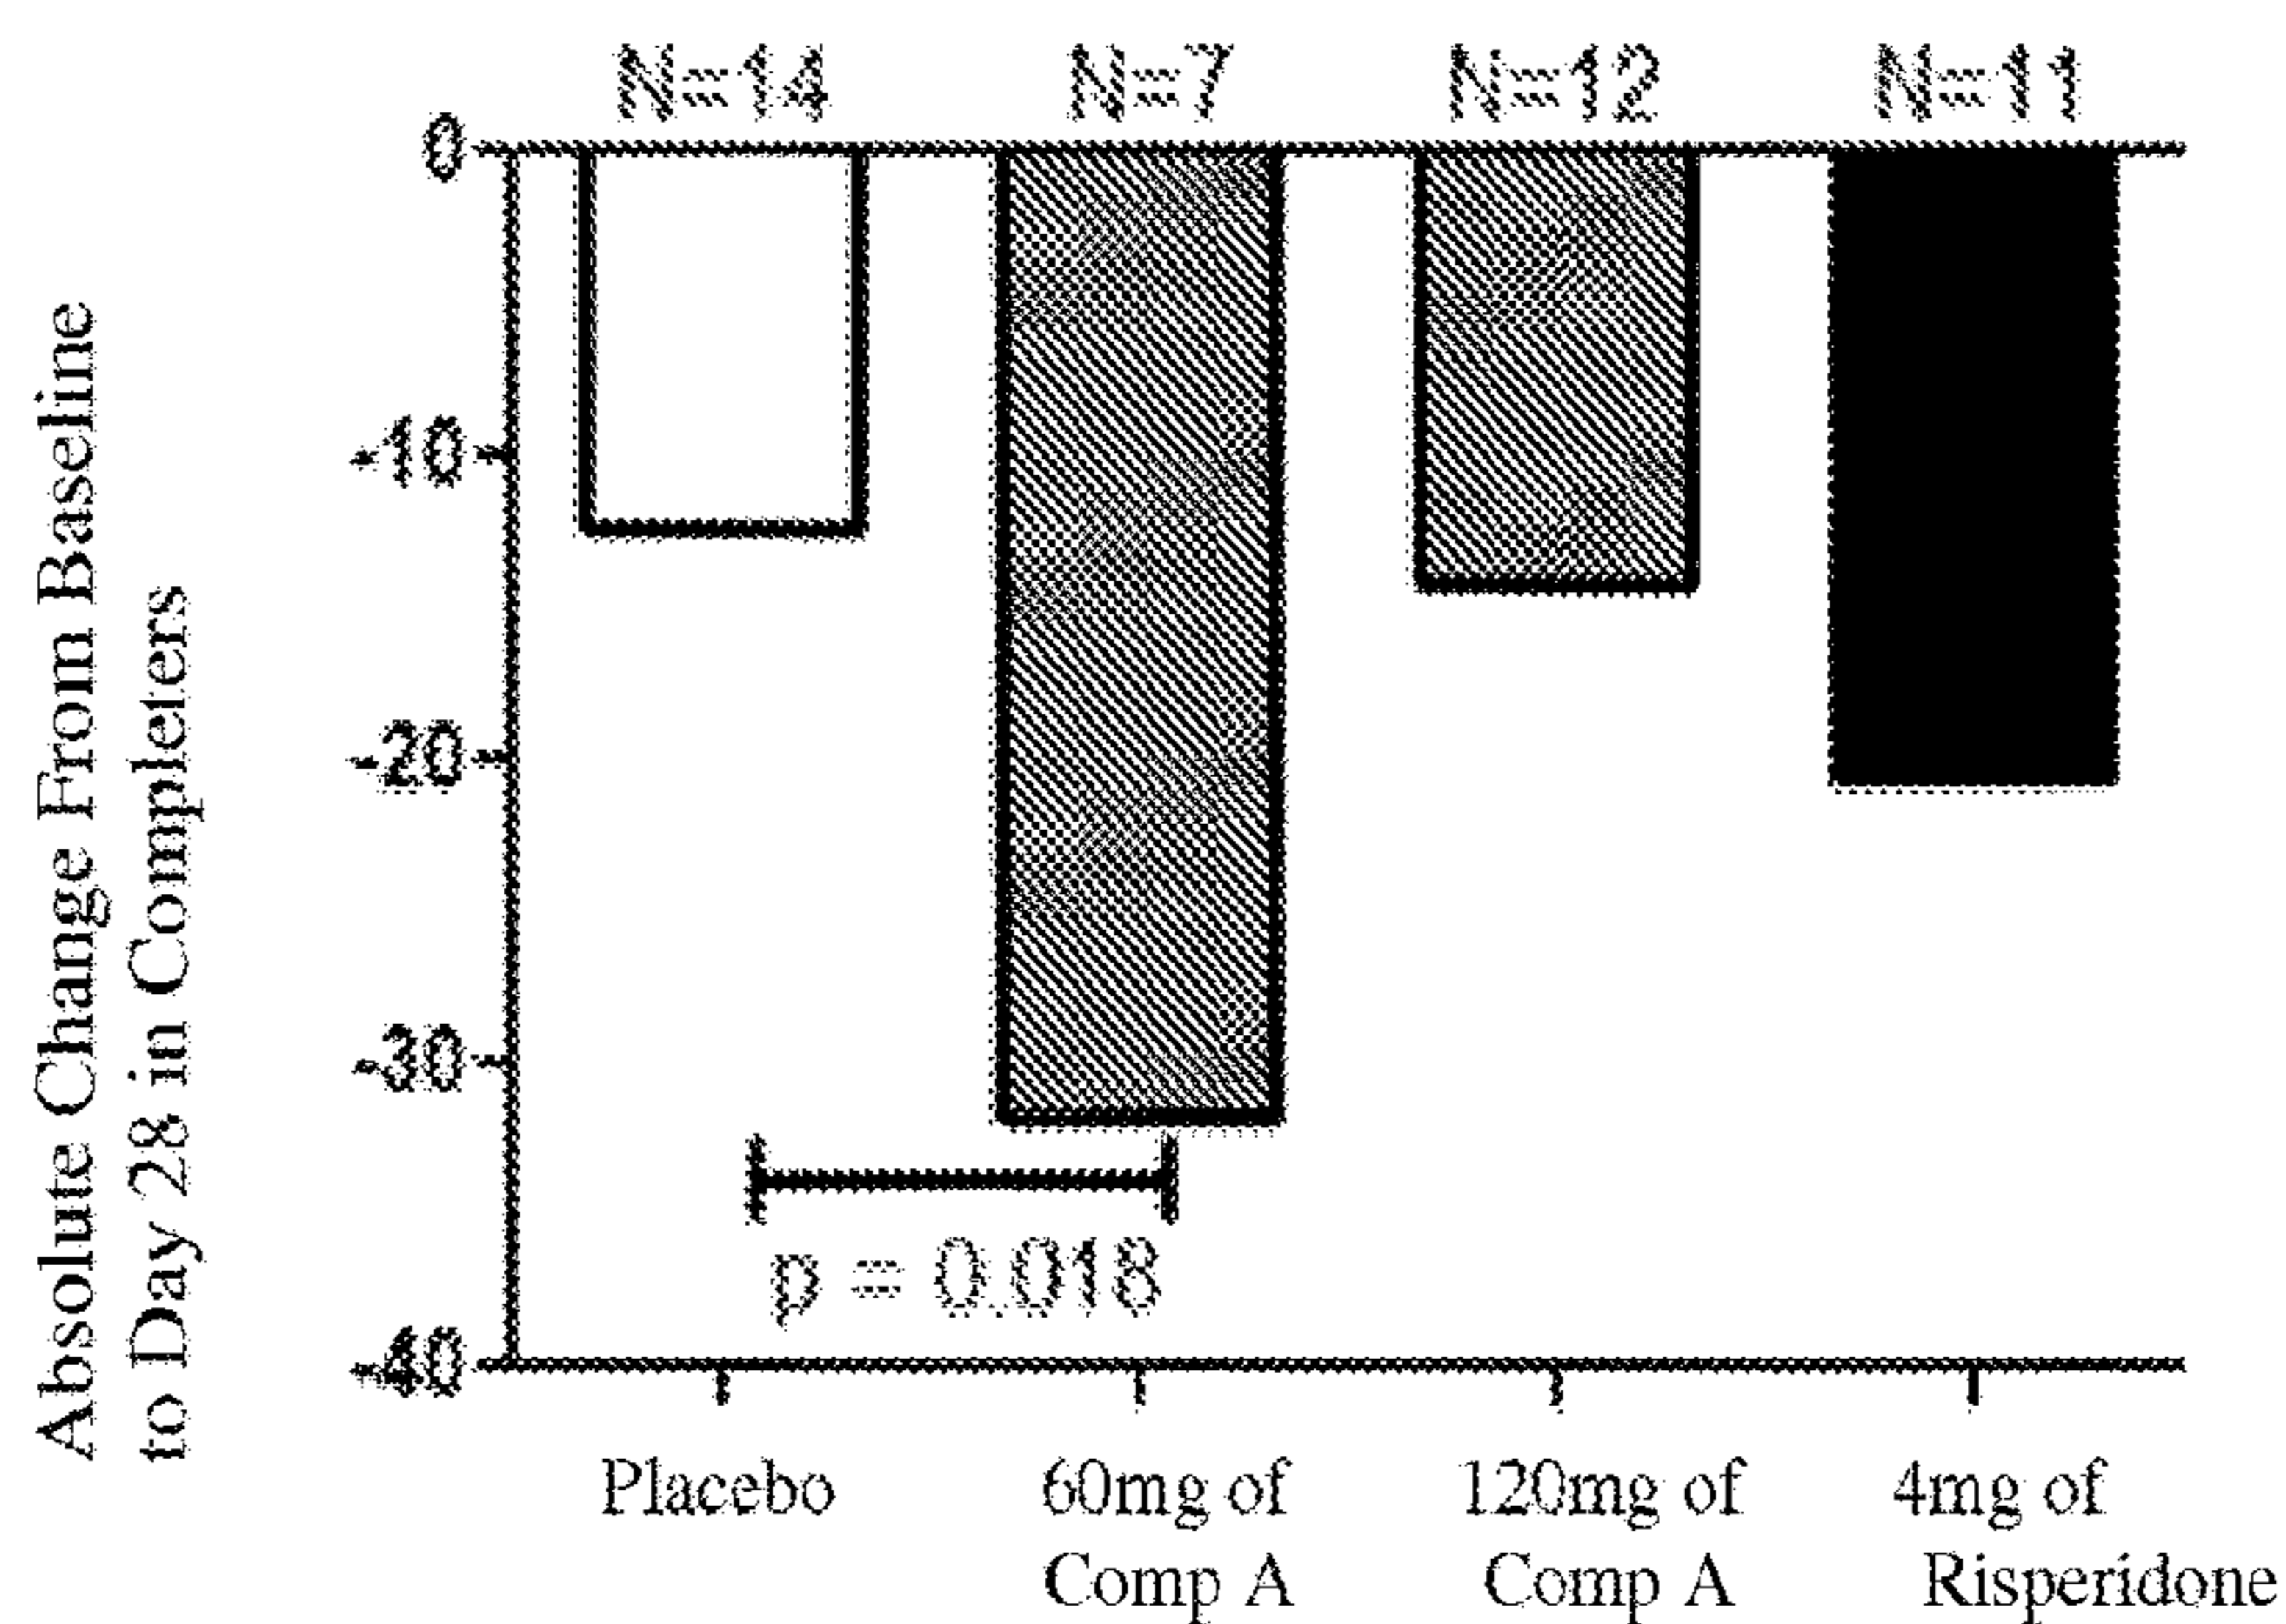 N=14 N=7 N=12 N=11
0
-10
-20
-30
-40
Absolute Change From Baseline
to Day 28 in Completers
p = 0.018
Placebo 60mg of 120mg of 4mg of
Comp A Comp A Risperidone